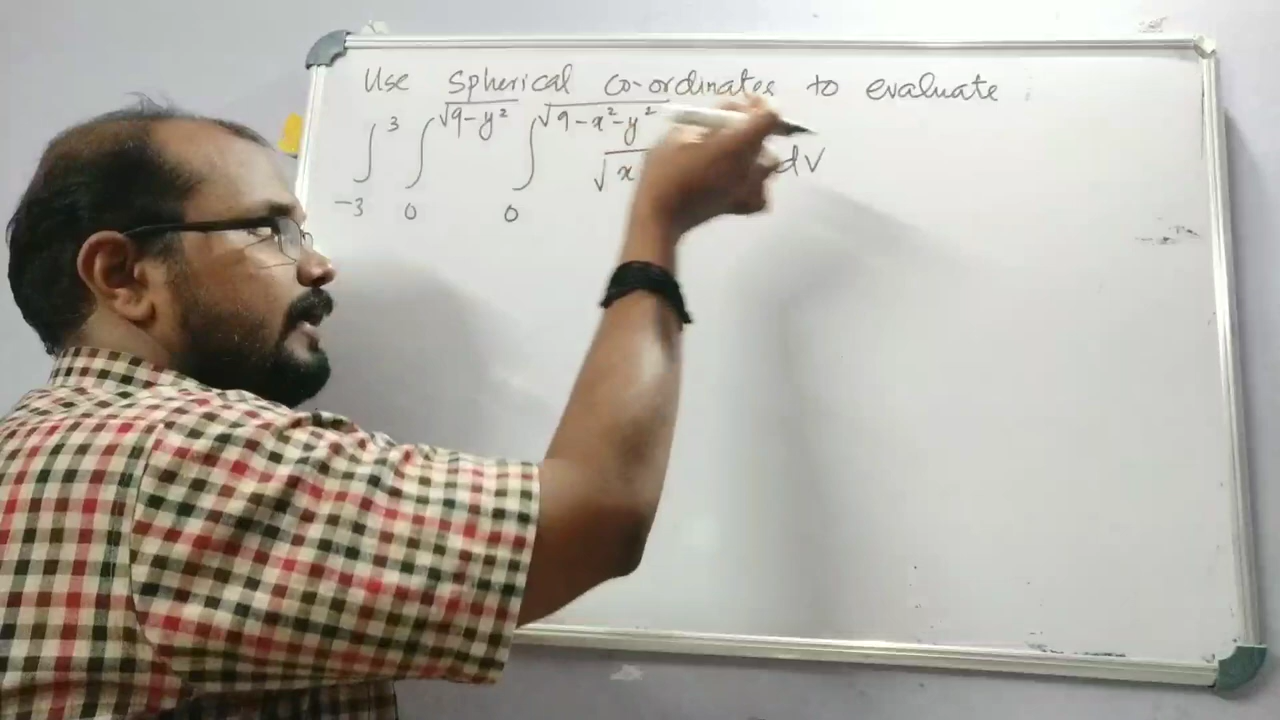 Use Spherical co-ordinates to evaluate
∫_{-3}^{3} ∫_{0}^{√(9-y²)} ∫_{0}^{√(9-x²-y²)} √x dV